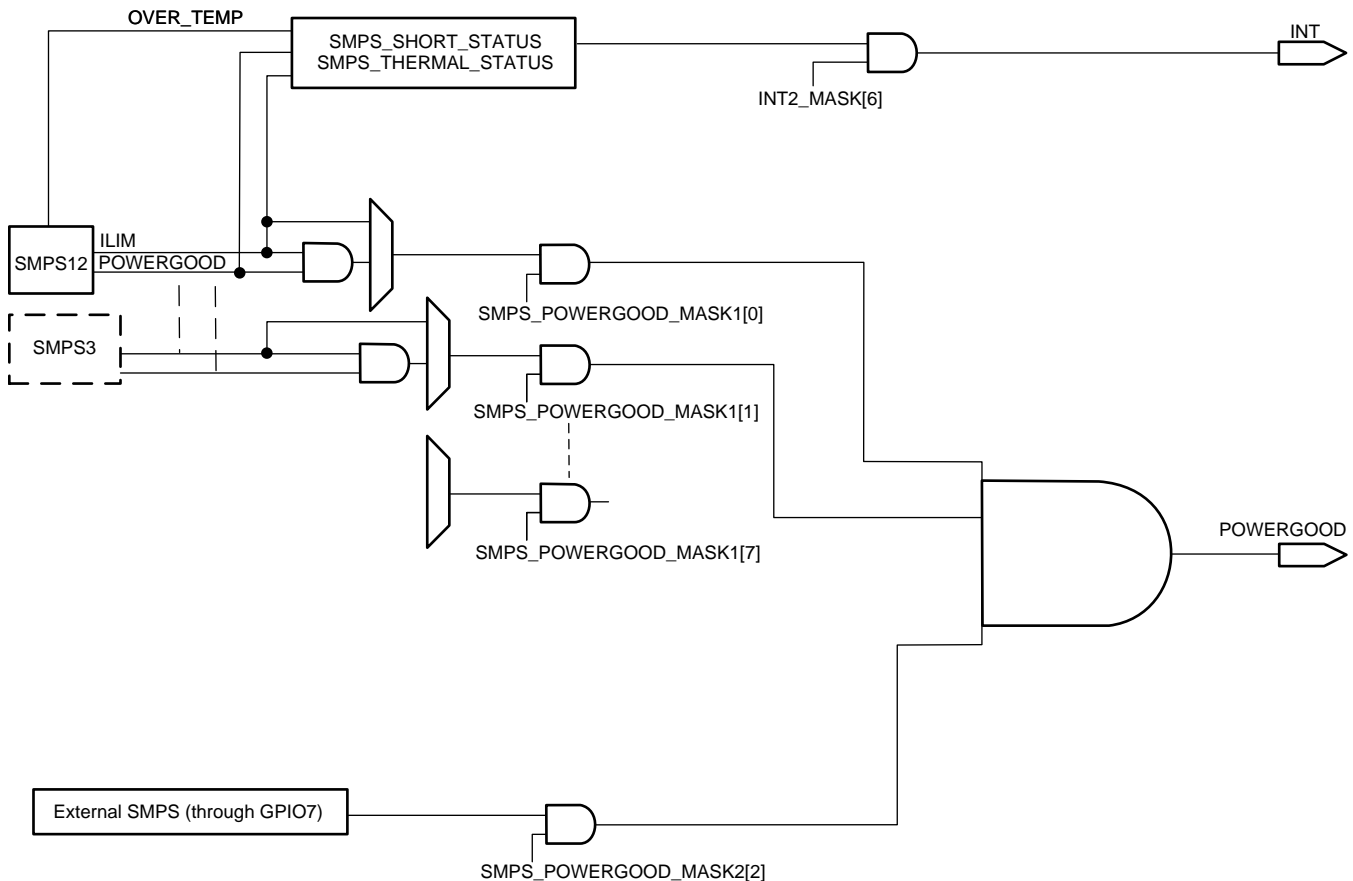 OVER_TEMP
INT
SMPS_SHORT_STATUS
SMPS_THERMAL_STATUS
INT2_MASK[6]
ILIM
SMPS12
POWERGOOD
SMPS_POWERGOOD_MASK1[0]
SMPS3
SMPS_POWERGOOD_MASK1[1]
POWERGOOD
SMPS_POWERGOOD_MASK1[7]
External SMPS (through GPIO7)
SMPS_POWERGOOD_MASK2[2]